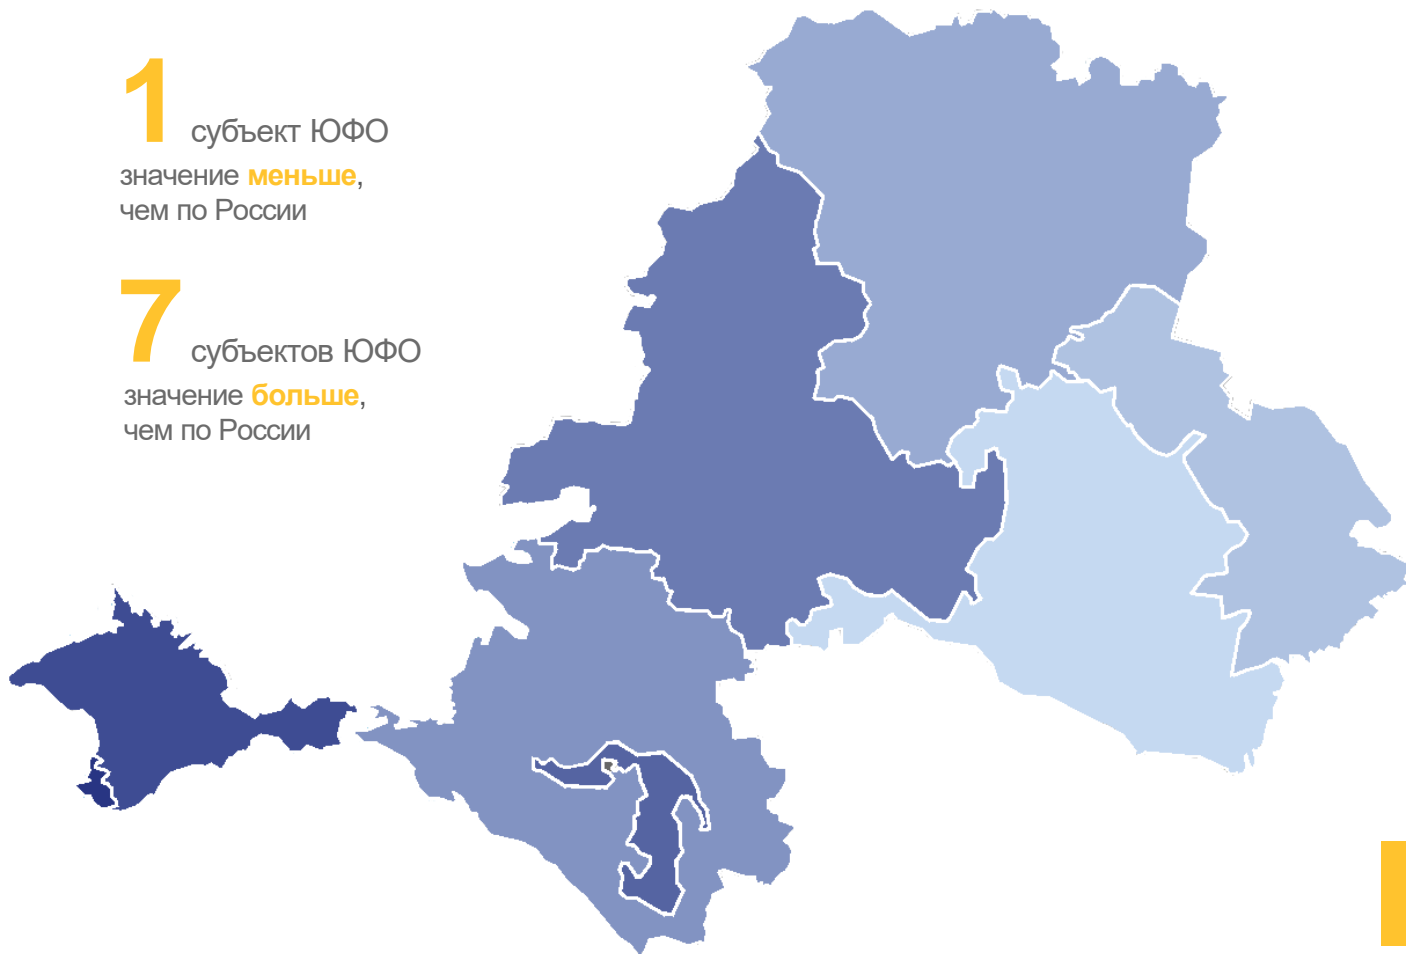 1 субъект ЮФО
значение меньше,
чем по России
7 субъектов ЮФО
значение больше,
чем по России